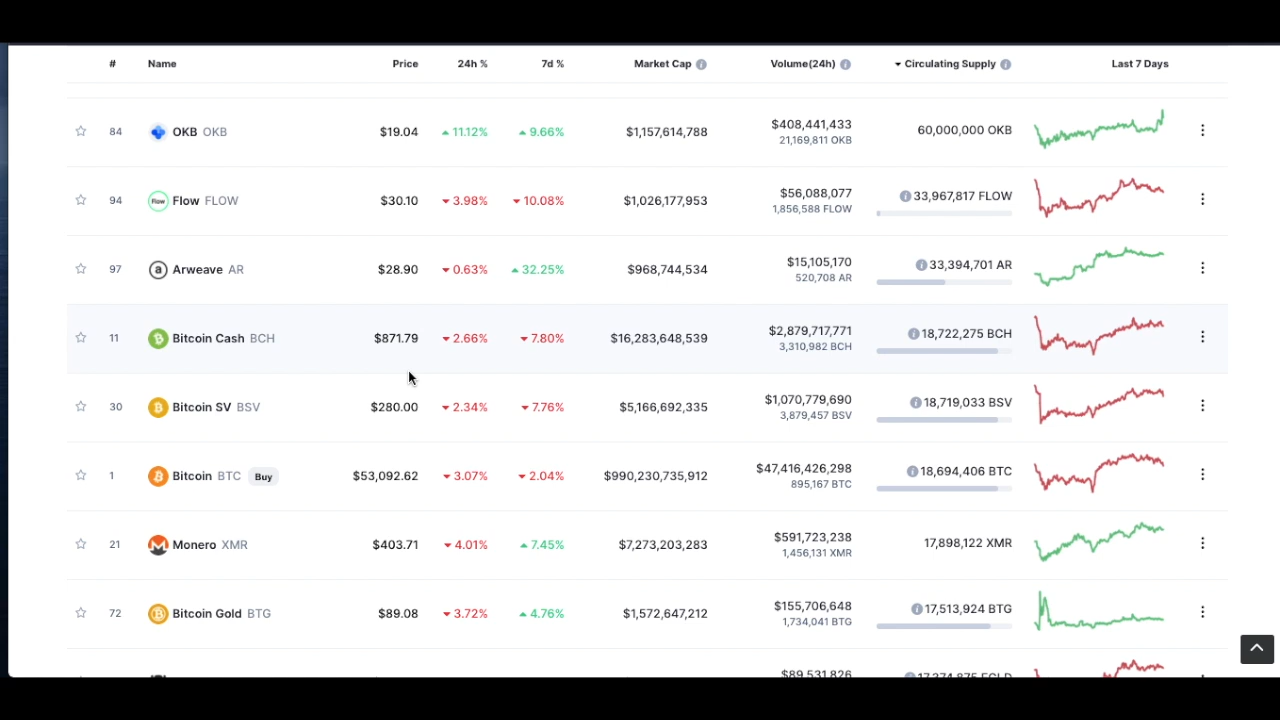 # Name Price 24h % 7d % Market Cap Volume(24h) Circulating Supply Last 7 Days
84 OKB OKB $19.04 11.12% 9.66% $1,157,614,788 $408,441,433 60,000,000 OKB
21,169,811 OKB
94 Flow Flow FLOW $30.10 3.98% 10.08% $1,026,177,953 $56,088,077 33,967,817 FLOW
1,856,588 FLOW
97 a Arweave AR $28.90 0.63% 32.25% $968,744,534 $15,105,170 33,394,701 AR
520,708 AR
11 Bitcoin Cash BCH $871.79 2.66% 7.80% $16,283,648,539 $2,879,717,771 18,722,275 BCH
3,310,982 BCH
30 Bitcoin SV BSV $280.00 2.34% 7.76% $5,166,692,335 $1,070,779,690 18,719,033 BSV
3,879,457 BSV
1 Bitcoin BTC Buy $53,092.62 3.07% 2.04% $990,230,735,912 $47,416,426,298 18,694,406 BTC
895,167 BTC
21 Monero XMR $403.71 4.01% 7.45% $7,273,203,283 $591,723,238 17,898,122 XMR
1,456,131 XMR
72 Bitcoin Gold BTG $89.08 3.72% 4.76% $1,572,647,212 $155,706,648 17,513,924 BTG
1,734,041 BTG
$89,531,826